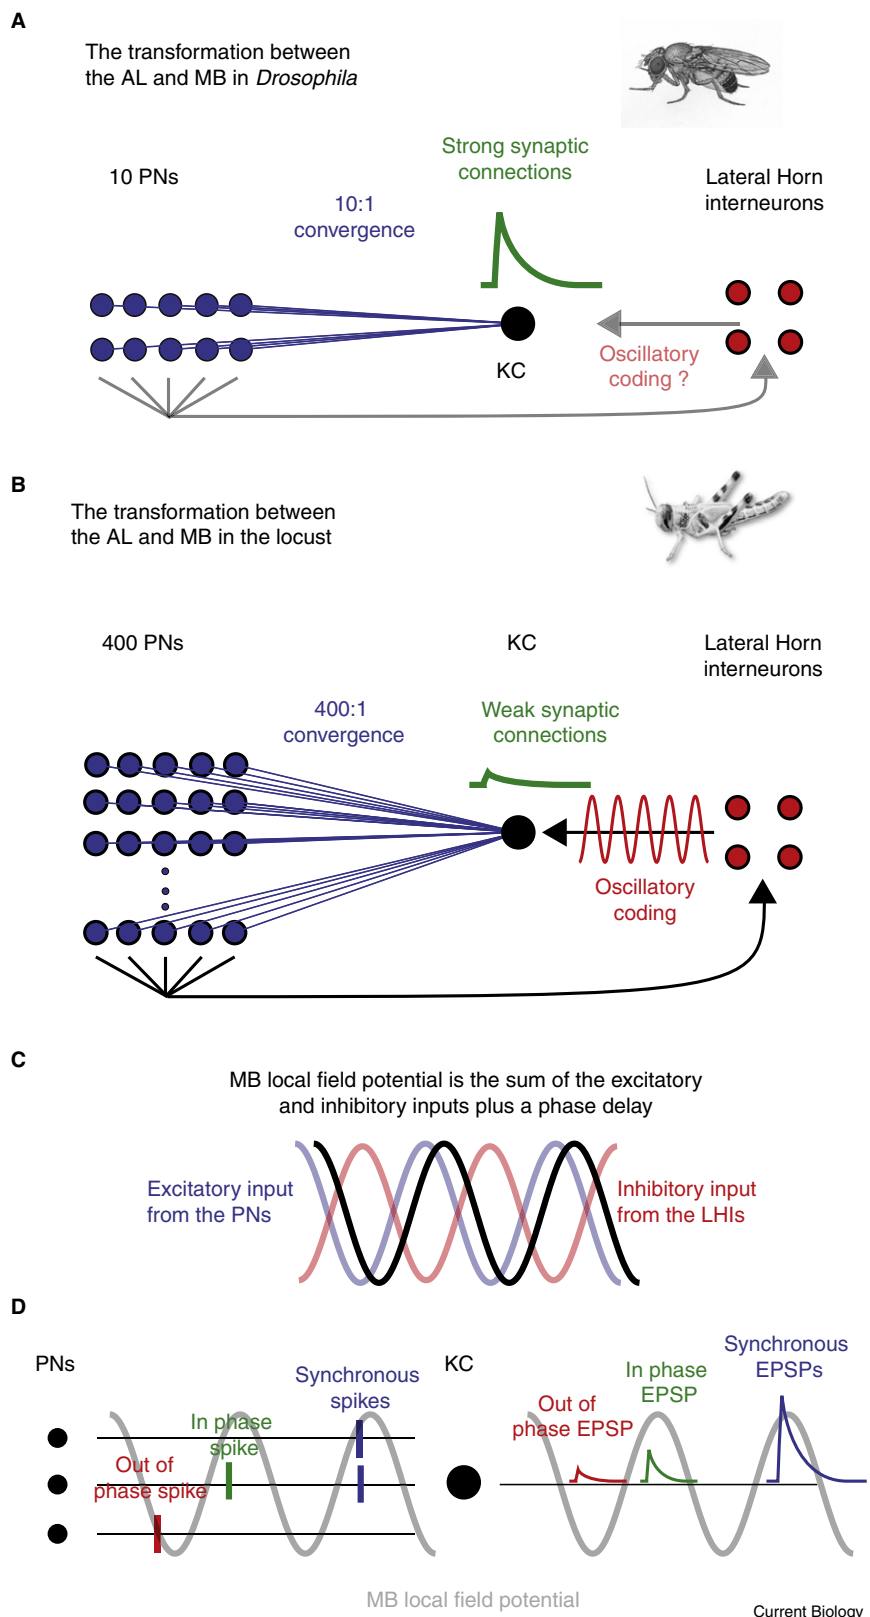 A
The transformation between
the AL and MB in Drosophila
Strong synaptic
connections
10 PNs
Lateral Horn
interneurons
10:1
convergence
Oscillatory
coding ?
KC
B
The transformation between
the AL and MB in the locust
400 PNs
KC
Lateral Horn
interneurons
400:1
convergence
Weak synaptic
connections
Oscillatory
coding
C
MB local field potential is the sum of the excitatory
and inhibitory inputs plus a phase delay
Excitatory input
from the PNs
Inhibitory input
from the LHIs
D
PNs
Synchronous
spikes
In phase
spike
Out of
phase spike
KC
Synchronous
EPSPs
In phase
EPSP
Out of
phase EPSP
MB local field potential
Current Biology